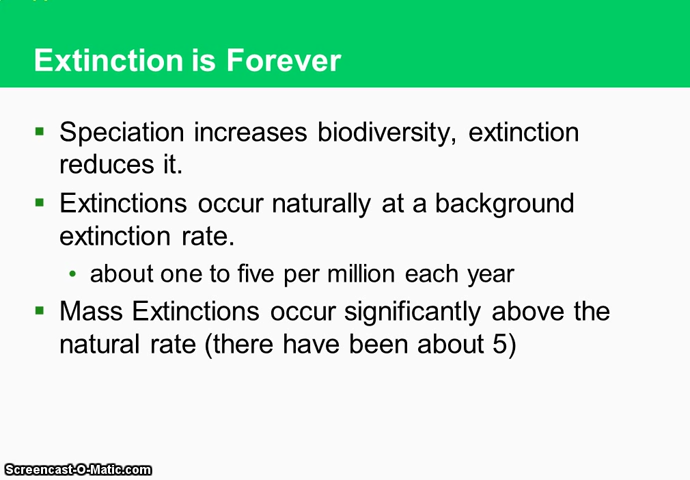 Extinction is Forever
Speciation increases biodiversity, extinction
reduces it.
Extinctions occur naturally at a background
extinction rate.
about one to five per million each year
Mass Extinctions occur significantly above the
natural rate (there have been about 5)
Screencast-O-Matic.com